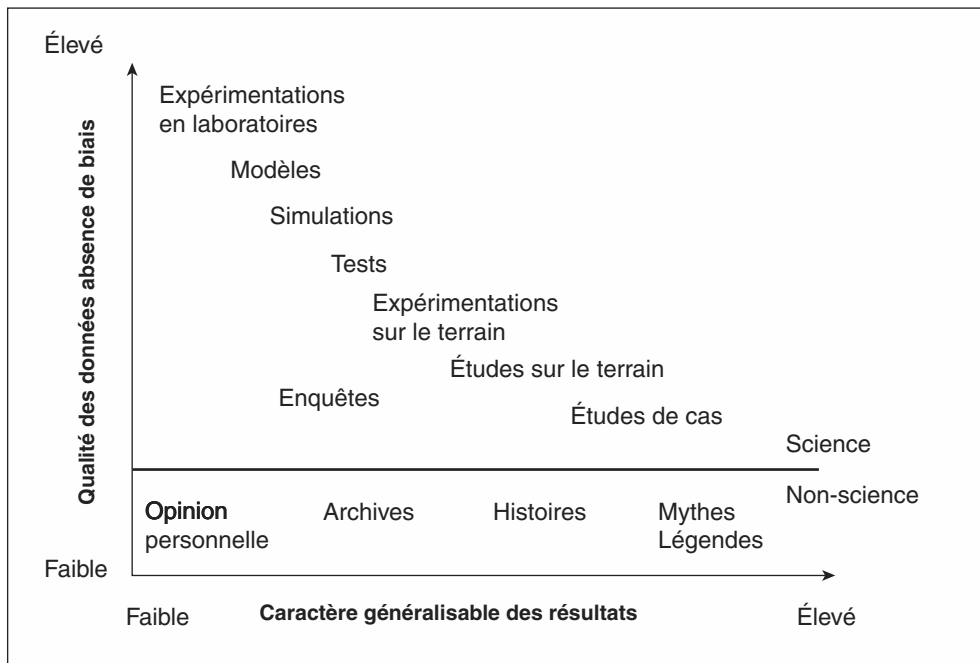 Élevé
Expérimentations
en laboratoires
Modèles
Simulations
Tests
Expérimentations
sur le terrain
Études sur le terrain
Enquêtes
Études de cas
Science
Non-science
Qualité des données absence de biais
Opinion
personnelle
Archives
Histoires
Mythes
Légendes
Faible
Faible
Caractère généralisable des résultats
Élevé